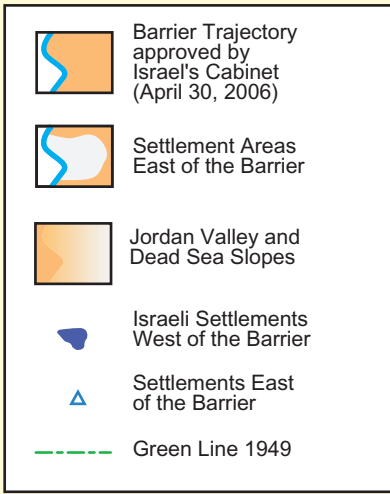 Barrier Trajectory
approved by
Israel's Cabinet
(April 30, 2006)
Settlement Areas
East of the Barrier
Jordan Valley and
Dead Sea Slopes
Israeli Settlements
West of the Barrier
Settlements East
of the Barrier
Green Line 1949